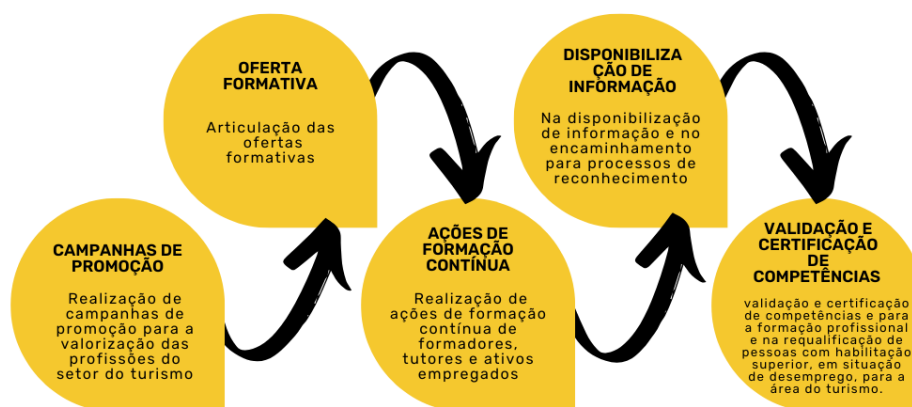 CAMPANHAS DE
PROMOÇÃO
Realização de
campanhas de
promoção para a
valorização das
profissões do
setor do turismo
OFERTA
FORMATIVA
Articulação das
ofertas
formativas
AÇÕES DE
FORMAÇÃO
CONTÍNUA
Realização de
ações de formação
contínua de
formadores,
tutores e ativos
empregados
DISPONIBILIZA
ÇÃO DE
INFORMAÇÃO
Na disponibilização
de informação e no
encaminhamento
para processos de
reconhecimento
VALIDAÇÃO E
CERTIFICAÇÃO
DE
COMPETÊNCIAS
validação e certificação
de competências e para
a formação profissional
e na requalificação de
pessoas com habilitação
superior, em situação
de desemprego, para a
área do turismo.